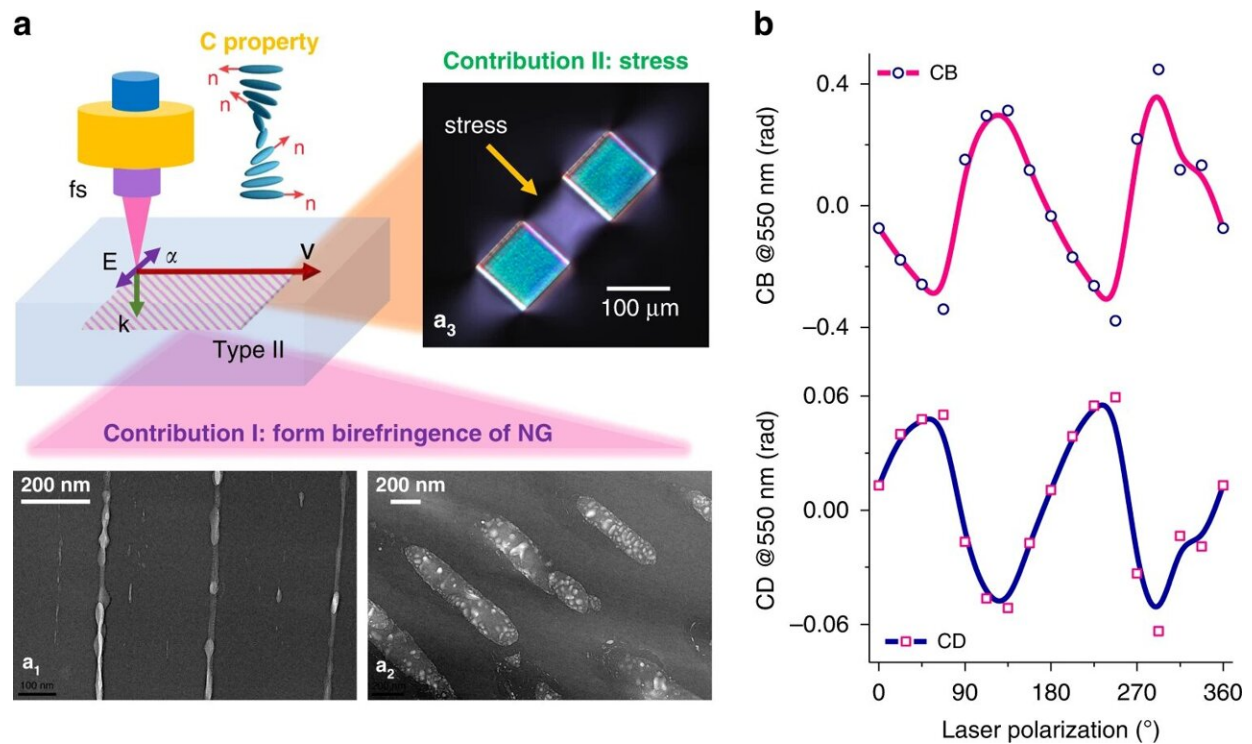 a
C property
n
n
n
n
fs
E
α
V
k
Type II
Contribution II: stress
stress
100 μm
a3
Contribution I: form birefringence of NG
200 nm
a1
100 nm
200 nm
a2
b
CB
0.4
0.0
−0.4
CB @550 nm (rad)
0.06
0.00
−0.06
CD @550 nm (rad)
CD
0
90
180
270
360
Laser polarization (°)